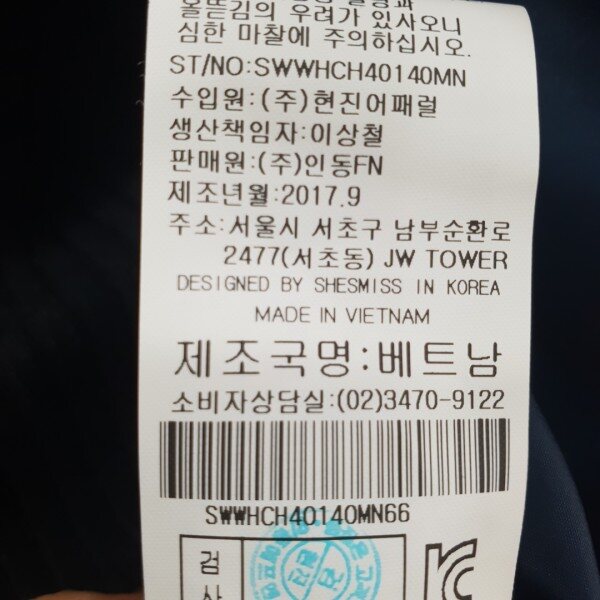 올뜯김의 우려가 있사오니
심한 마찰에 주의하십시오.
ST/NO:SWWHCH40140MN
수입원:(주)현진어패럴
생산책임자:이상철
판매원:(주)인동FN
제조년월:2017.9
주소:서울시 서초구 남부순환로
2477(서초동) JW TOWER
DESIGNED BY SHESMISS IN KOREA
MADE IN VIETNAM
제조국명:베트남
소비자상담실:(02)3470-9122
SWWHCH40140MN66
검
사